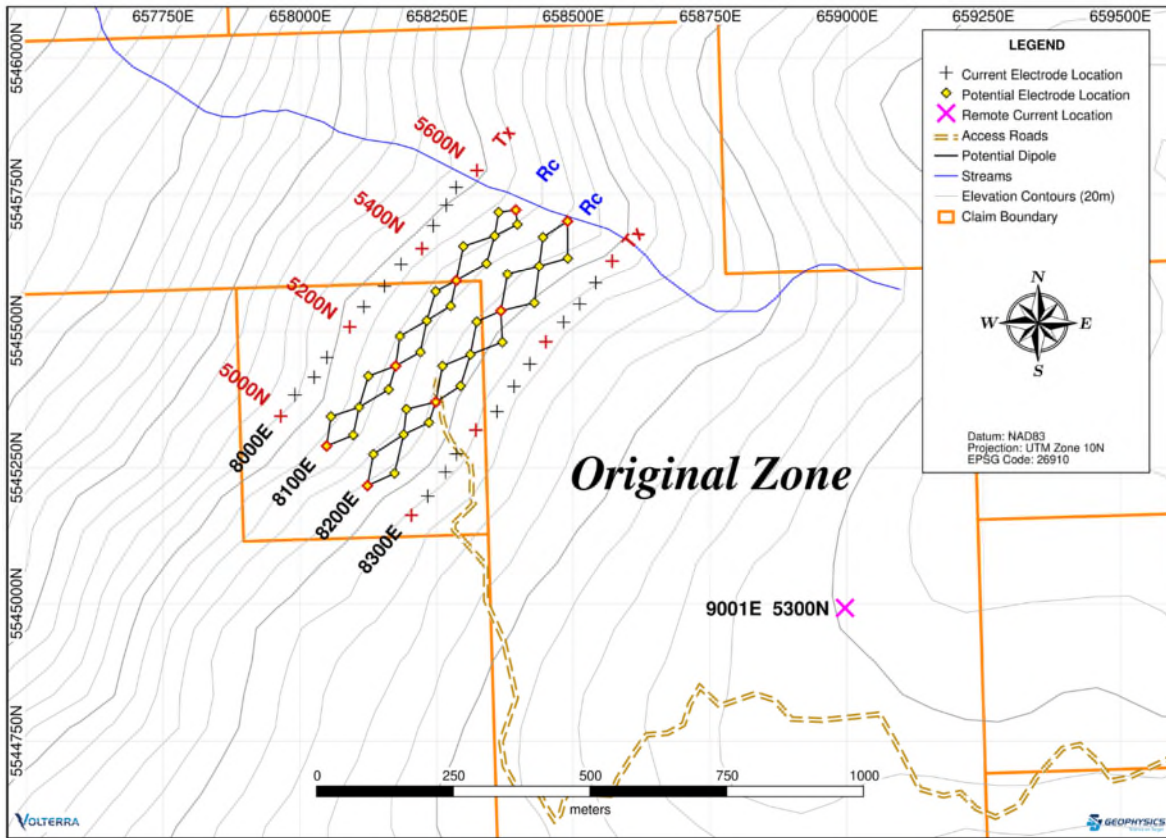 657750E 658000E 658250E 658500E 658750E 659000E 659250E 659500E
5546000N
5545750N
5545500N
5545250N
5545000N
5544750N
LEGEND
Current Electrode Location
Potential Electrode Location
Remote Current Location
Access Roads
Potential Dipole
Streams
Elevation Contours (20m)
Claim Boundary
N
W E
S
Datum: NAD83
Projection: UTM Zone 10N
EPSG Code: 26910
5600N Tx
Rc
5400N Rc
Tx
5200N
5000N
8000E
8100E
8200E
8300E
Original Zone
9001E 5300N
0 250 500 750 1000
meters
VOLTERRA
GEOPHYSICS